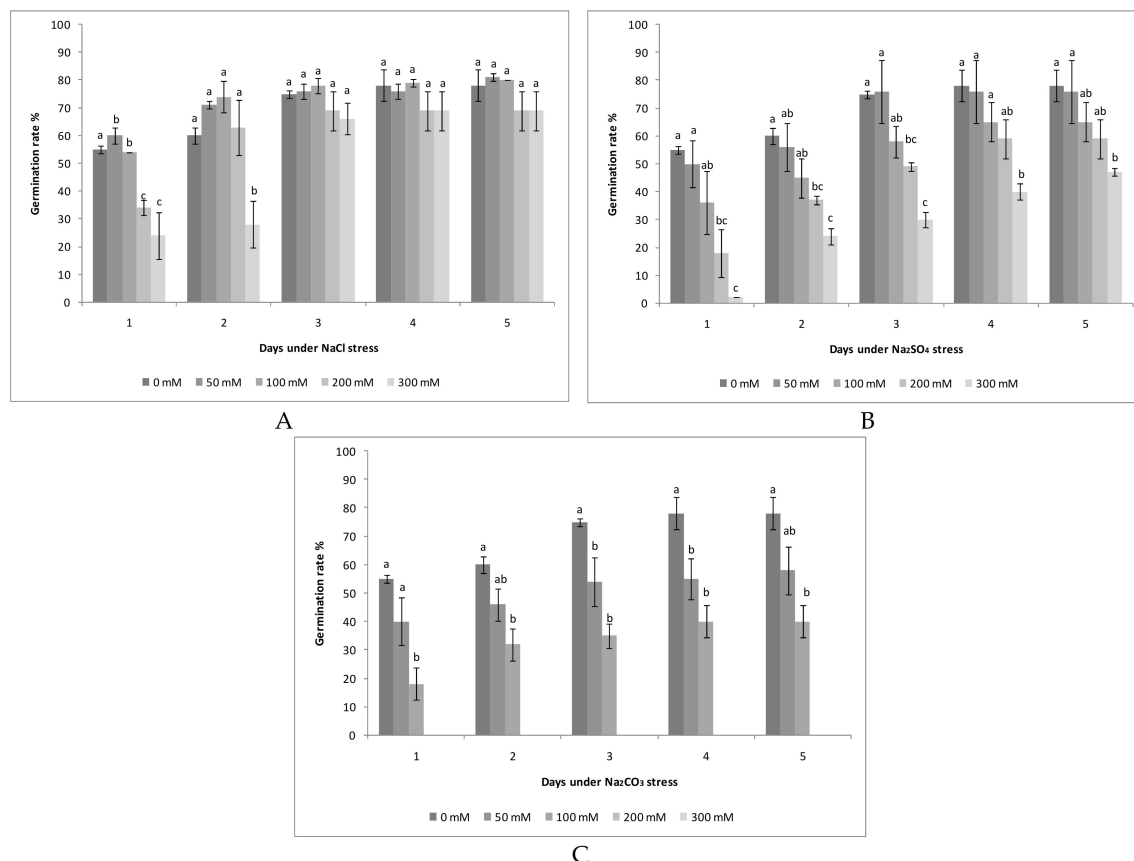 Germination rate %
100
90
80
70
60
50
40
30
20
10
0
a b a c c
a a a a b
a a a a a
a a a a a
a a a a a
1 2 3 4 5
Days under NaCl stress
0 mM 50 mM 100 mM 200 mM 300 mM
A
Germination rate %
100
90
80
70
60
50
40
30
20
10
0
a a ab bc c
a ab ab bc c
a a ab bc c
a a a ab b
a a ab ab b
1 2 3 4 5
Days under Na₂SO₄ stress
0 mM 50 mM 100 mM 200 mM 300 mM
B
Germination rate %
100
90
80
70
60
50
40
30
20
10
0
a a b
a ab b
a b b
a b b
a ab b
1 2 3 4 5
Days under Na₂CO₃ stress
0 mM 50 mM 100 mM 200 mM 300 mM
C